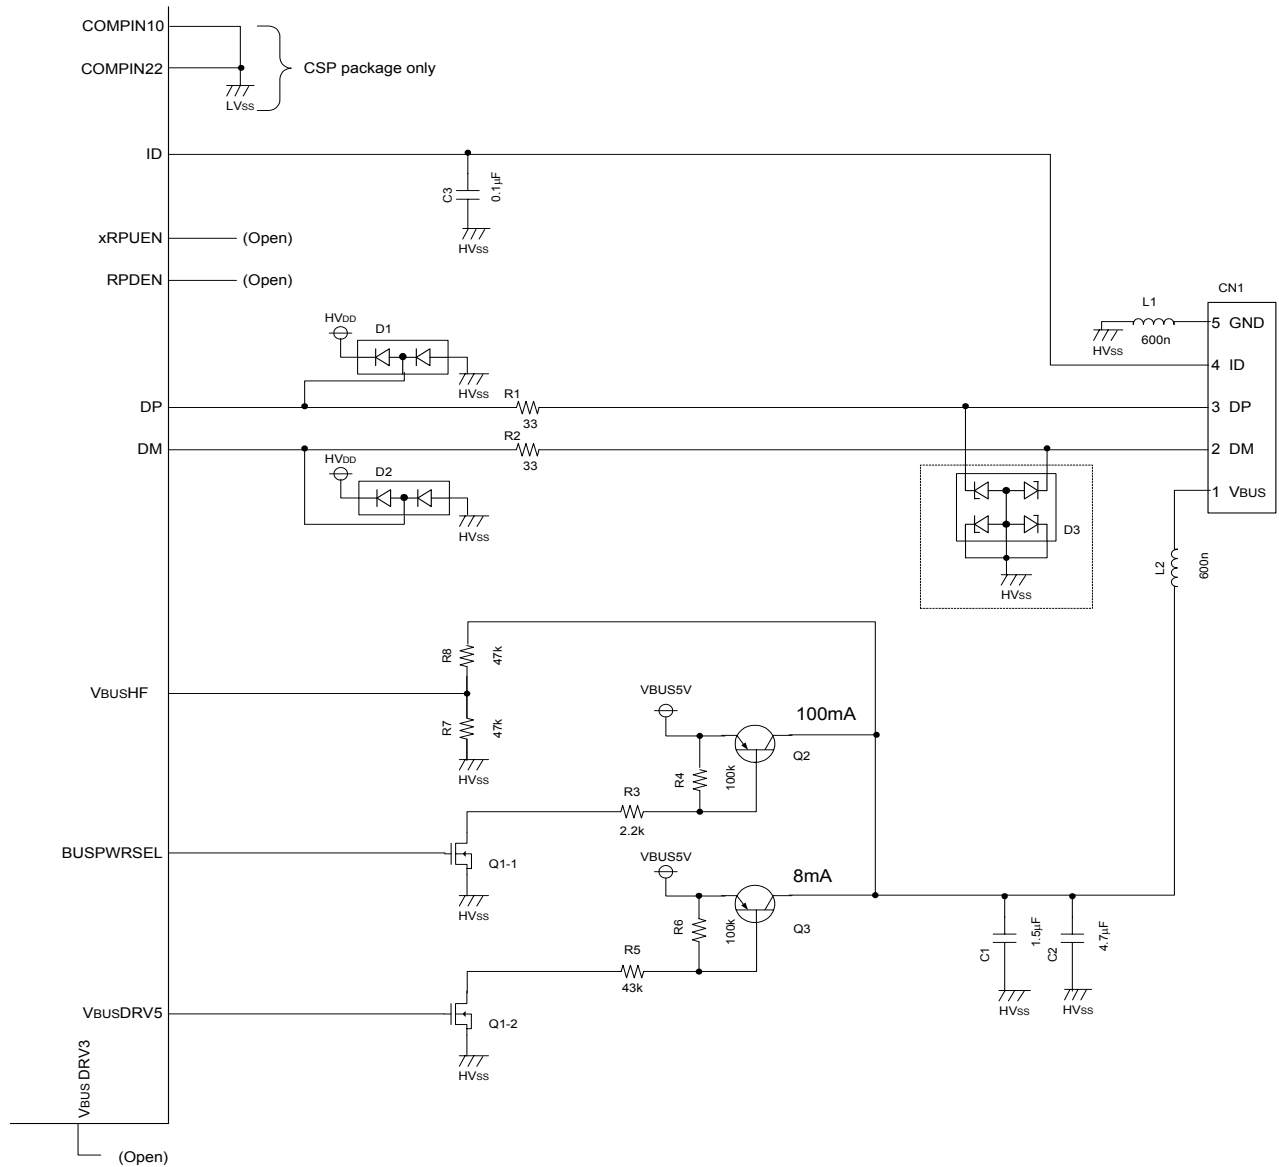 COMPIN10
COMPIN22
CSP package only
LVSS
ID
C3
0.1µF
HVSS
xRPUEN
(Open)
RPDEN
(Open)
CN1
L1
600n
HVSS
5 GND
4 ID
3 DP
2 DM
1 VBUS
HVDD
D1
HVSS
DP
R1
33
DM
R2
33
HVDD
D2
HVSS
D3
HVSS
L2
600n
R8
47k
VBUSHF
R7
47k
HVSS
VBUS5V
100mA
Q2
R4
100k
R3
2.2k
BUSPWRSEL
Q1-1
HVSS
VBUS5V
8mA
Q3
R6
100k
R5
43k
C1
1.5µF
C2
4.7µF
HVSS
HVSS
VBUSDRV5
Q1-2
HVSS
VBUS DRV3
(Open)